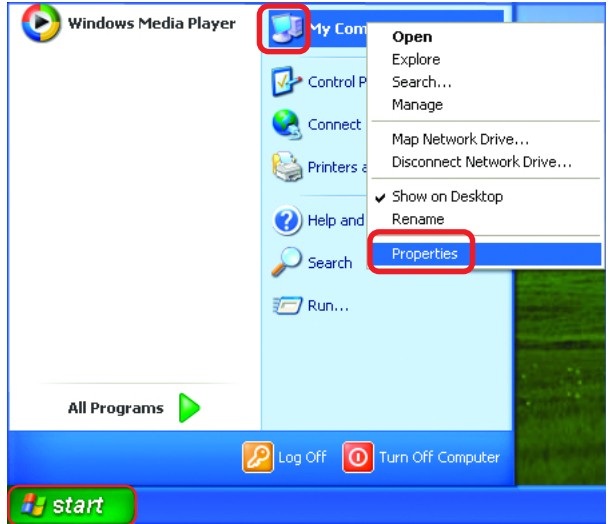 Windows Media Player
My Com
Control P
Connect
Printers a
Help and
Search
Run...
Open
Explore
Search...
Manage
Map Network Drive...
Disconnect Network Drive...
Show on Desktop
Rename
Properties
All Programs
Log Off
Turn Off Computer
start